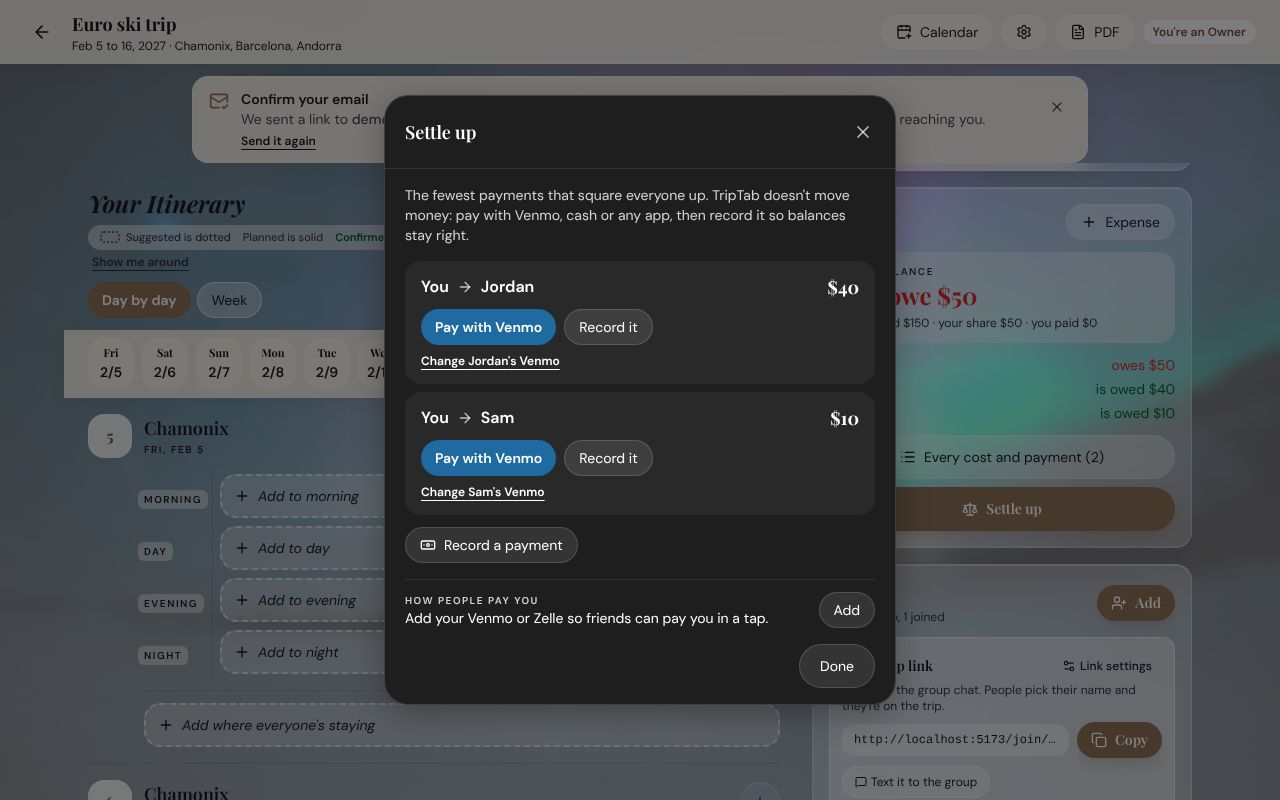 Euro ski trip
Feb 5 to 16, 2027 · Chamonix, Barcelona, Andorra
Calendar
PDF
You're an Owner
Confirm your email
We sent a link to
reaching you.
Send it again
Your Itinerary
Suggested is dotted Planned is solid
Show me around
Day by day
Week
Fri Sat Sun Mon Tue
2/5 2/6 2/7 2/8 2/9
5
Chamonix
FRI, FEB 5
MORNING
Add to morning
DAY
Add to day
EVENING
Add to evening
NIGHT
Add to night
Add where everyone's staying
Chamonix
Settle up
The fewest payments that square everyone up. TripTab doesn't move
money: pay with Venmo, cash or any app, then record it so balances
stay right.
You → Jordan
$40
Pay with Venmo
Record it
Change Jordan's Venmo
You → Sam
$10
Pay with Venmo
Record it
Change Sam's Venmo
Record a payment
HOW PEOPLE PAY YOU
Add your Venmo or Zelle so friends can pay you in a tap.
Add
Done
Expense
owe $50
$150 · your share $50 · you paid $0
owes $50
is owed $40
is owed $10
Every cost and payment (2)
Settle up
1 joined
Add
link
Link settings
the group chat. People pick their name and
they're on the trip.
http://localhost:5173/join/…
Copy
Text it to the group